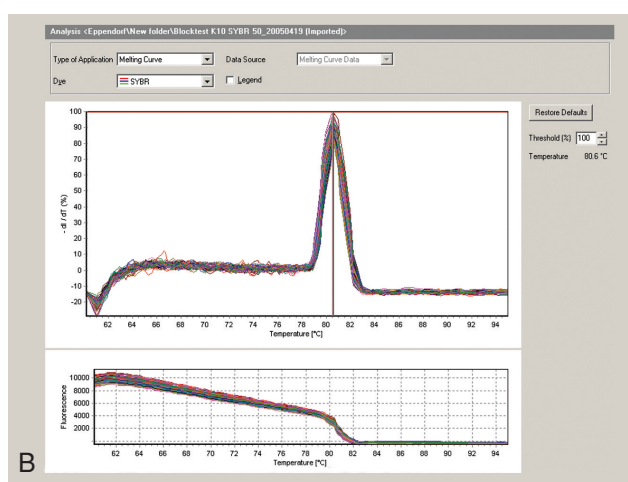 Analysis <Eppendorf\New folder\Blocktest K10 SYBR 50_20050419 (Imported)>
Type of Application Melting Curve Data Source Melting Curve Data
Dye SYBR Legend
Restore Defaults
Threshold (%) 100
Temperature 80.6 °C
- dI / dT (%)
100
90
80
70
60
50
40
30
20
10
0
-10
-20
62 64 66 68 70 72 74 76 78 80 82 84 86 88 90 92 94
Temperature [°C]
Fluorescence
10000
8000
6000
4000
2000
62 64 66 68 70 72 74 76 78 80 82 84 86 88 90 92 94
Temperature [°C]
B